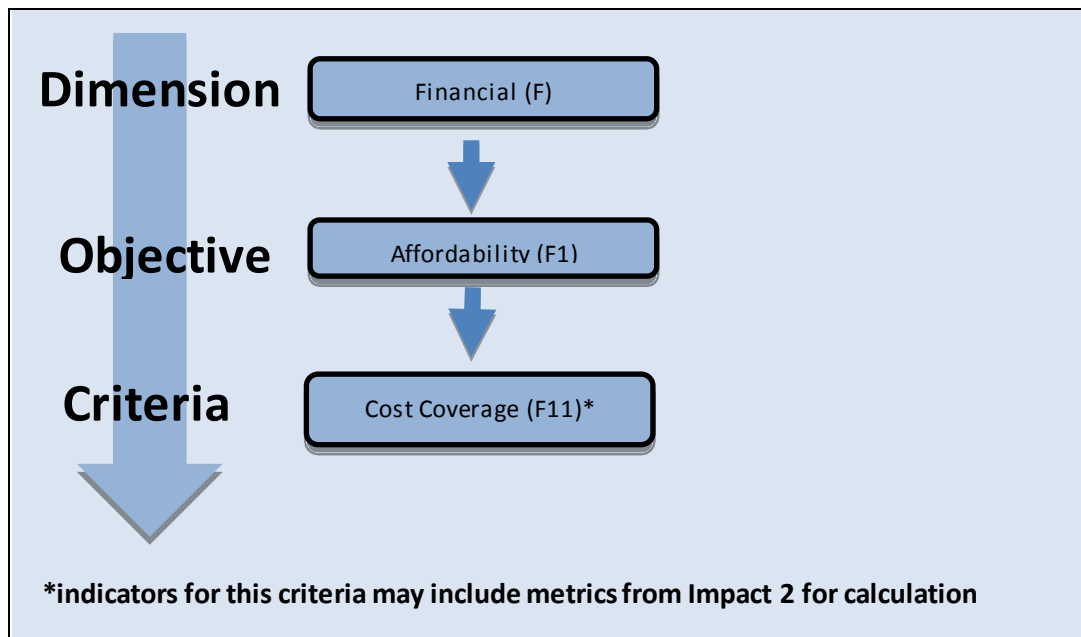 Dimension
Financial (F)
Objective
Affordability (F1)
Criteria
Cost Coverage (F11)*
*indicators for this criteria may include metrics from Impact 2 for calculation